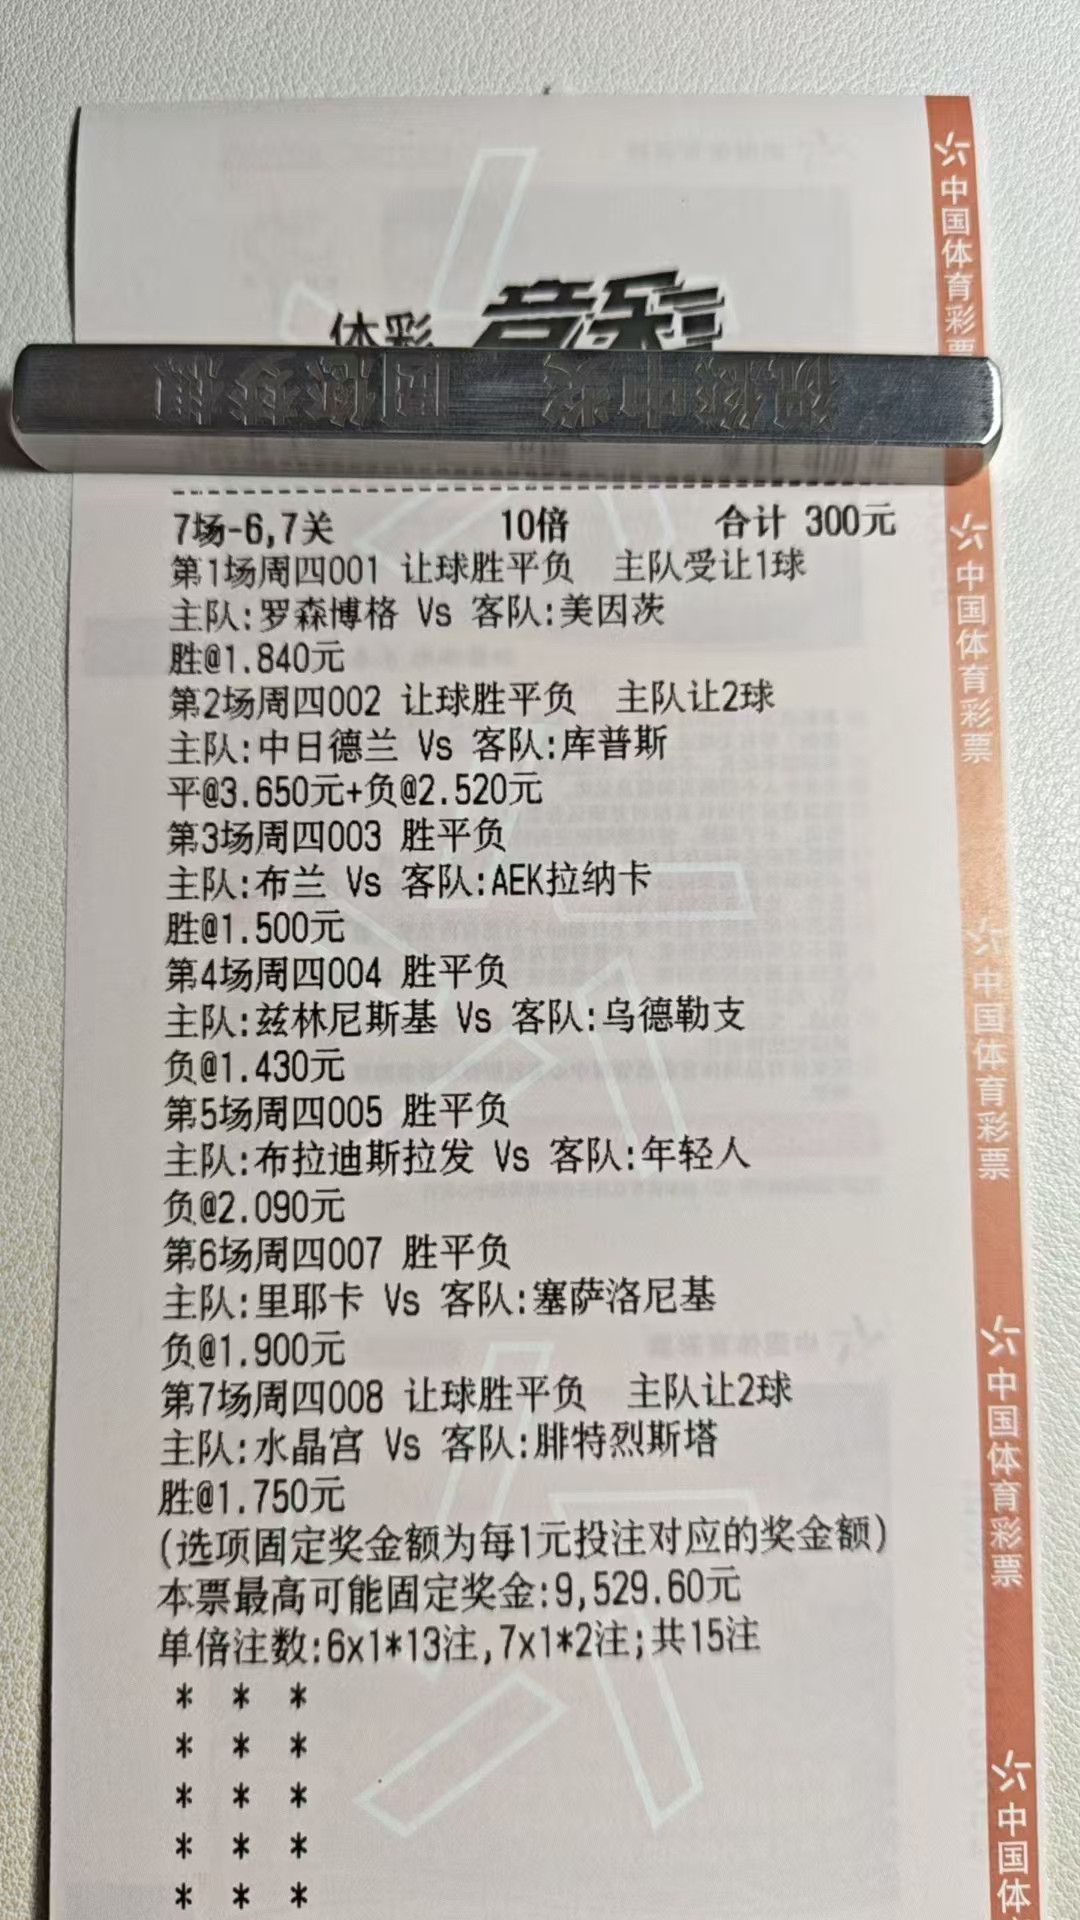 体彩 竞彩
7场-6,7关 10倍 合计 300元
第1场周四001 让球胜平负 主队受让1球
主队:罗森博格 Vs 客队:美因茨
胜@1.840元
第2场周四002 让球胜平负 主队让2球
主队:中日德兰 Vs 客队:库普斯
平@3.650元+负@2.520元
第3场周四003 胜平负
主队:布兰 Vs 客队:AEK拉纳卡
胜@1.500元
第4场周四004 胜平负
主队:兹林尼斯基 Vs 客队:乌德勒支
负@1.430元
第5场周四005 胜平负
主队:布拉迪斯拉发 Vs 客队:年轻人
负@2.090元
第6场周四007 胜平负
主队:里耶卡 Vs 客队:塞萨洛尼基
负@1.900元
第7场周四008 让球胜平负 主队让2球
主队:水晶宫 Vs 客队:腓特烈斯塔
胜@1.750元
(选项固定奖金额为每1元投注对应的奖金额)
本票最高可能固定奖金:9,529.60元
单倍注数:6x1*13注,7x1*2注;共15注
* * *
* * *
* * *
* * *
* * *
中国体育彩票
中国体育彩票
中国体育彩票
中国体育彩票
中国体